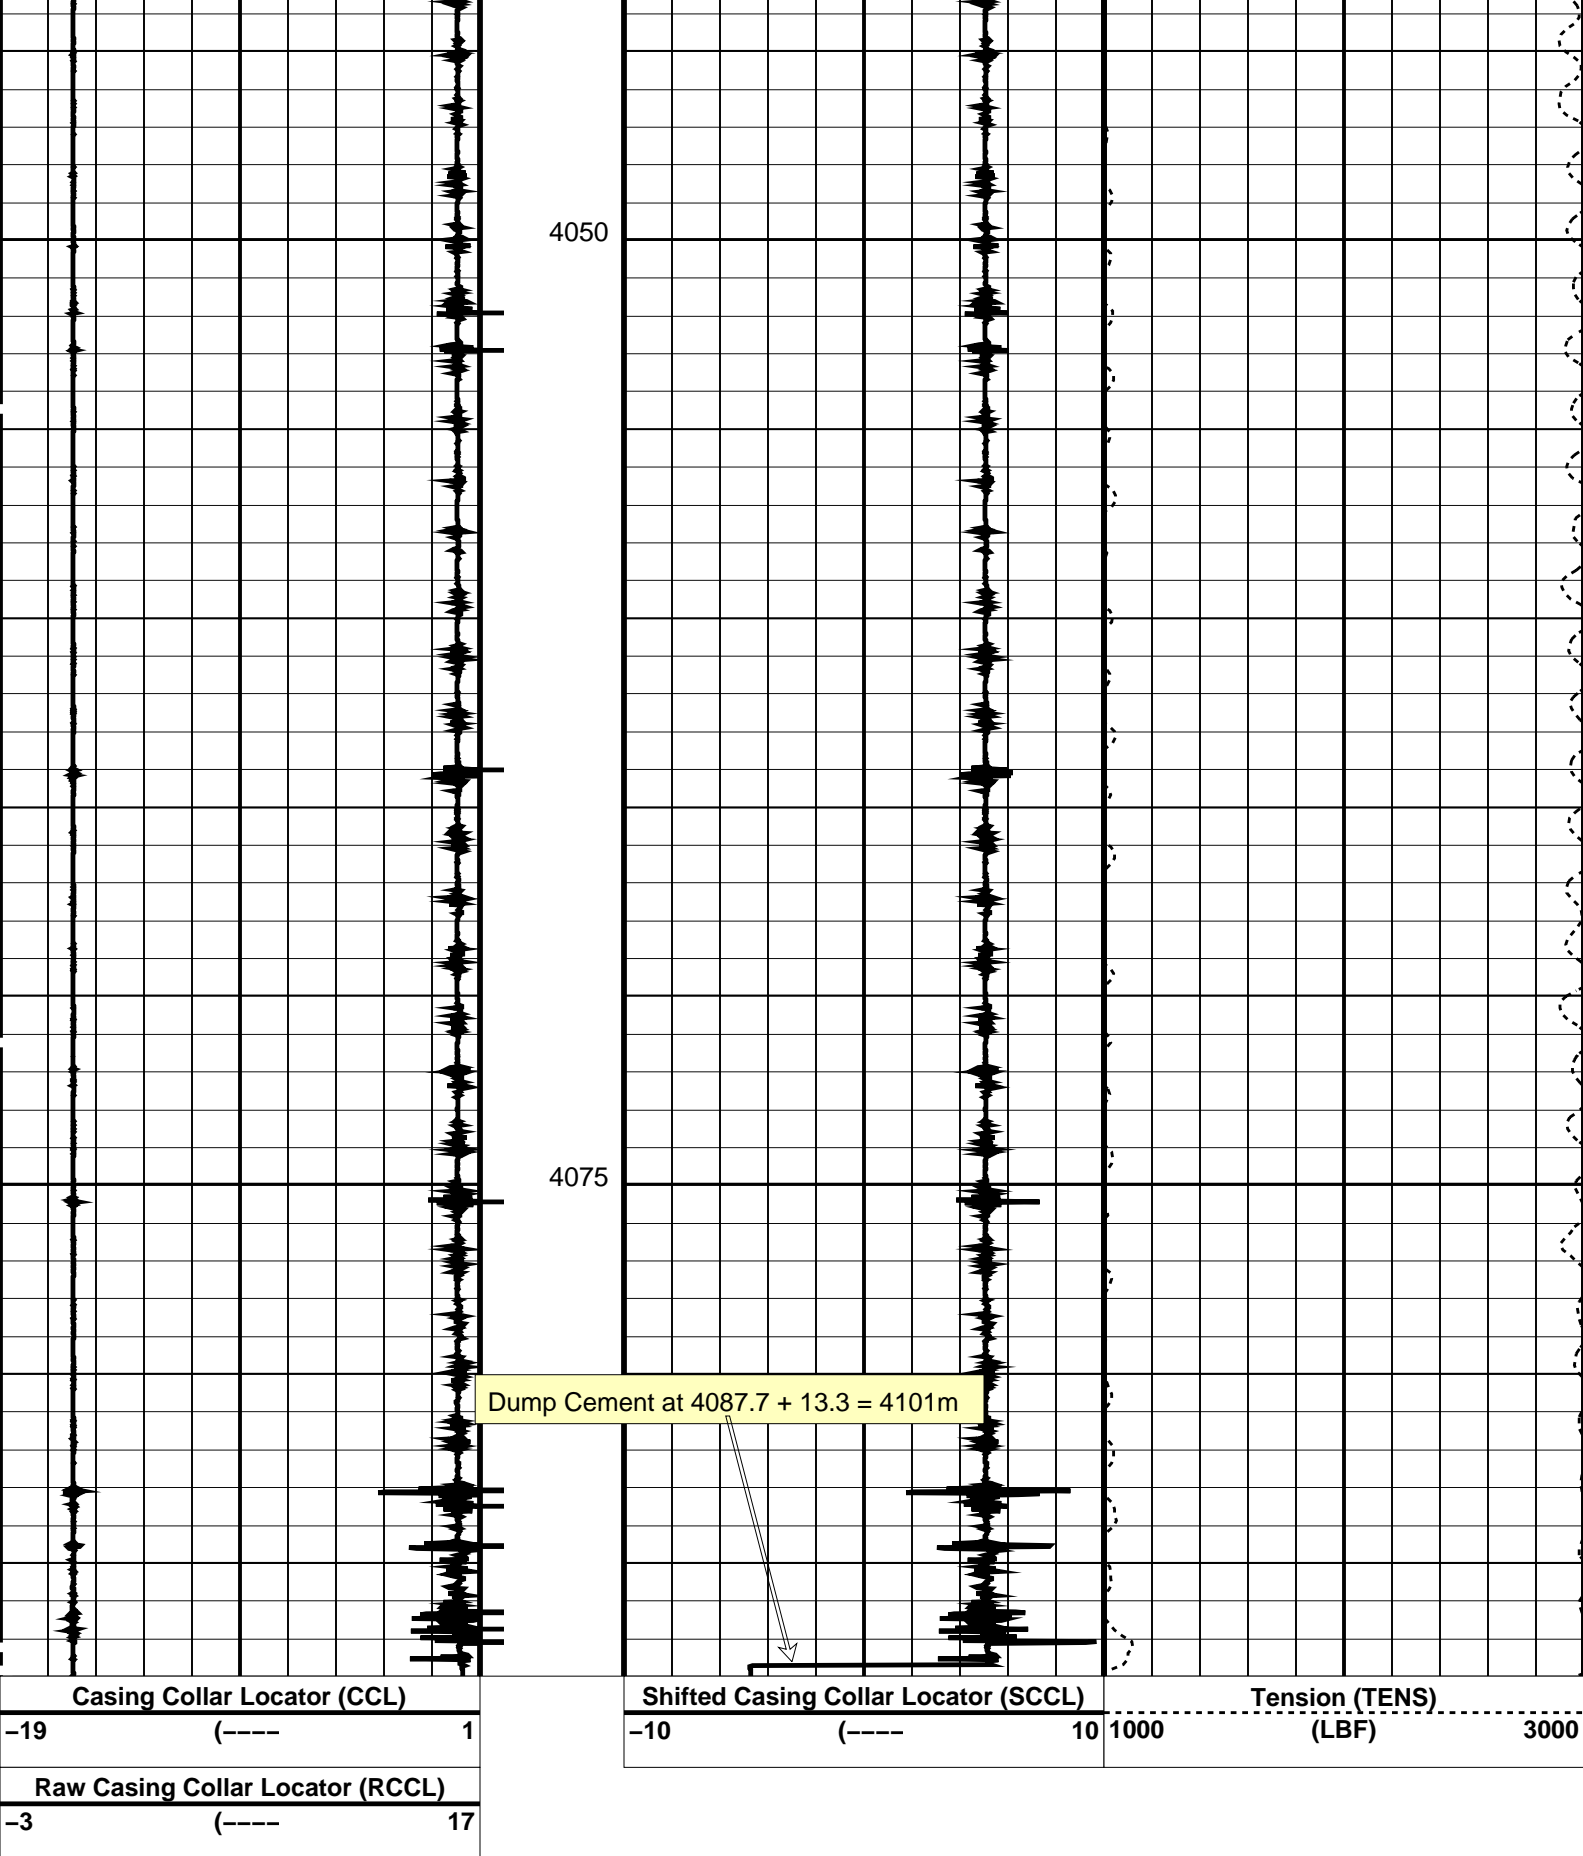 4050
4075
Dump Cement at 4087.7 + 13.3 = 4101m
Casing Collar Locator (CCL)
−19 (−−−− 1
Shifted Casing Collar Locator (SCCL)
−10 (−−−− 10
Tension (TENS)
1000 (LBF) 3000
Raw Casing Collar Locator (RCCL)
−3 (−−−− 17